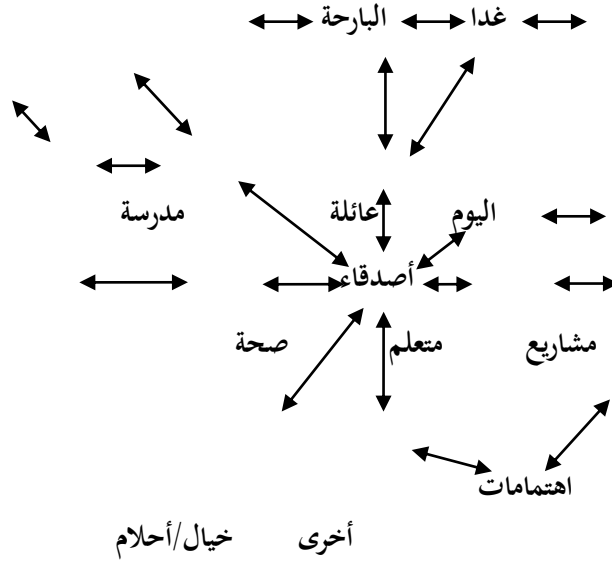 غدا البارحة
اليوم عائلة مدرسة
أصدقاء
مشاريع متعلم صحة
اهتمامات
أخرى خيال/أحلام